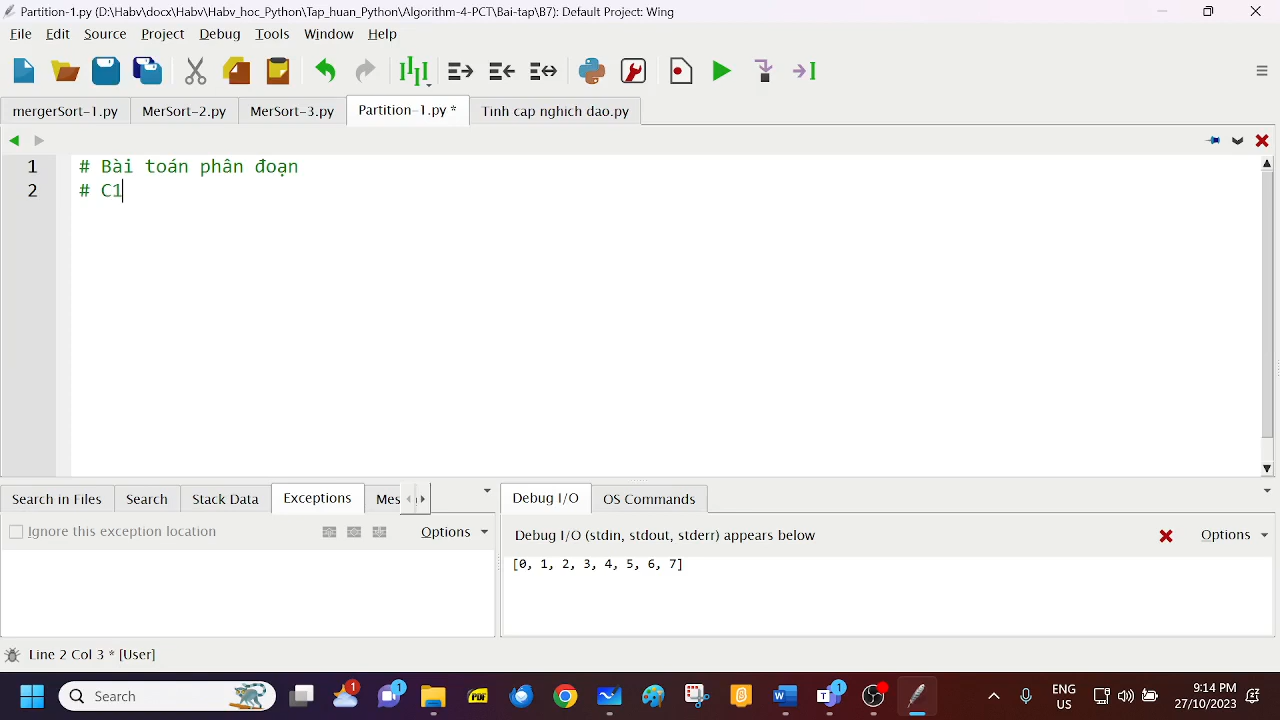 Partition-1.py (D:\Habv\docx\Habv\Habv_hoc_Python\Tap_huan_Python\Algorithm-4-PCT\Bai-tap\B7): Default Project: Wing
File Edit Source Project Debug Tools Window Help
mergerSort-1.py MerSort-2.py MerSort-3.py Partition-1.py * Tinh cap nghich dao.py
1 # Bài toán phân đoạn
2 # C1
Search in Files Search Stack Data Exceptions Debug I/O OS Commands
Ignore this exception location Options Debug I/O (stdin, stdout, stderr) appears below Options
[0, 1, 2, 3, 4, 5, 6, 7]
Line 2 Col 3 * [User]
Search 1 1 PDF 1 ENG US 9:14 PM 27/10/2023